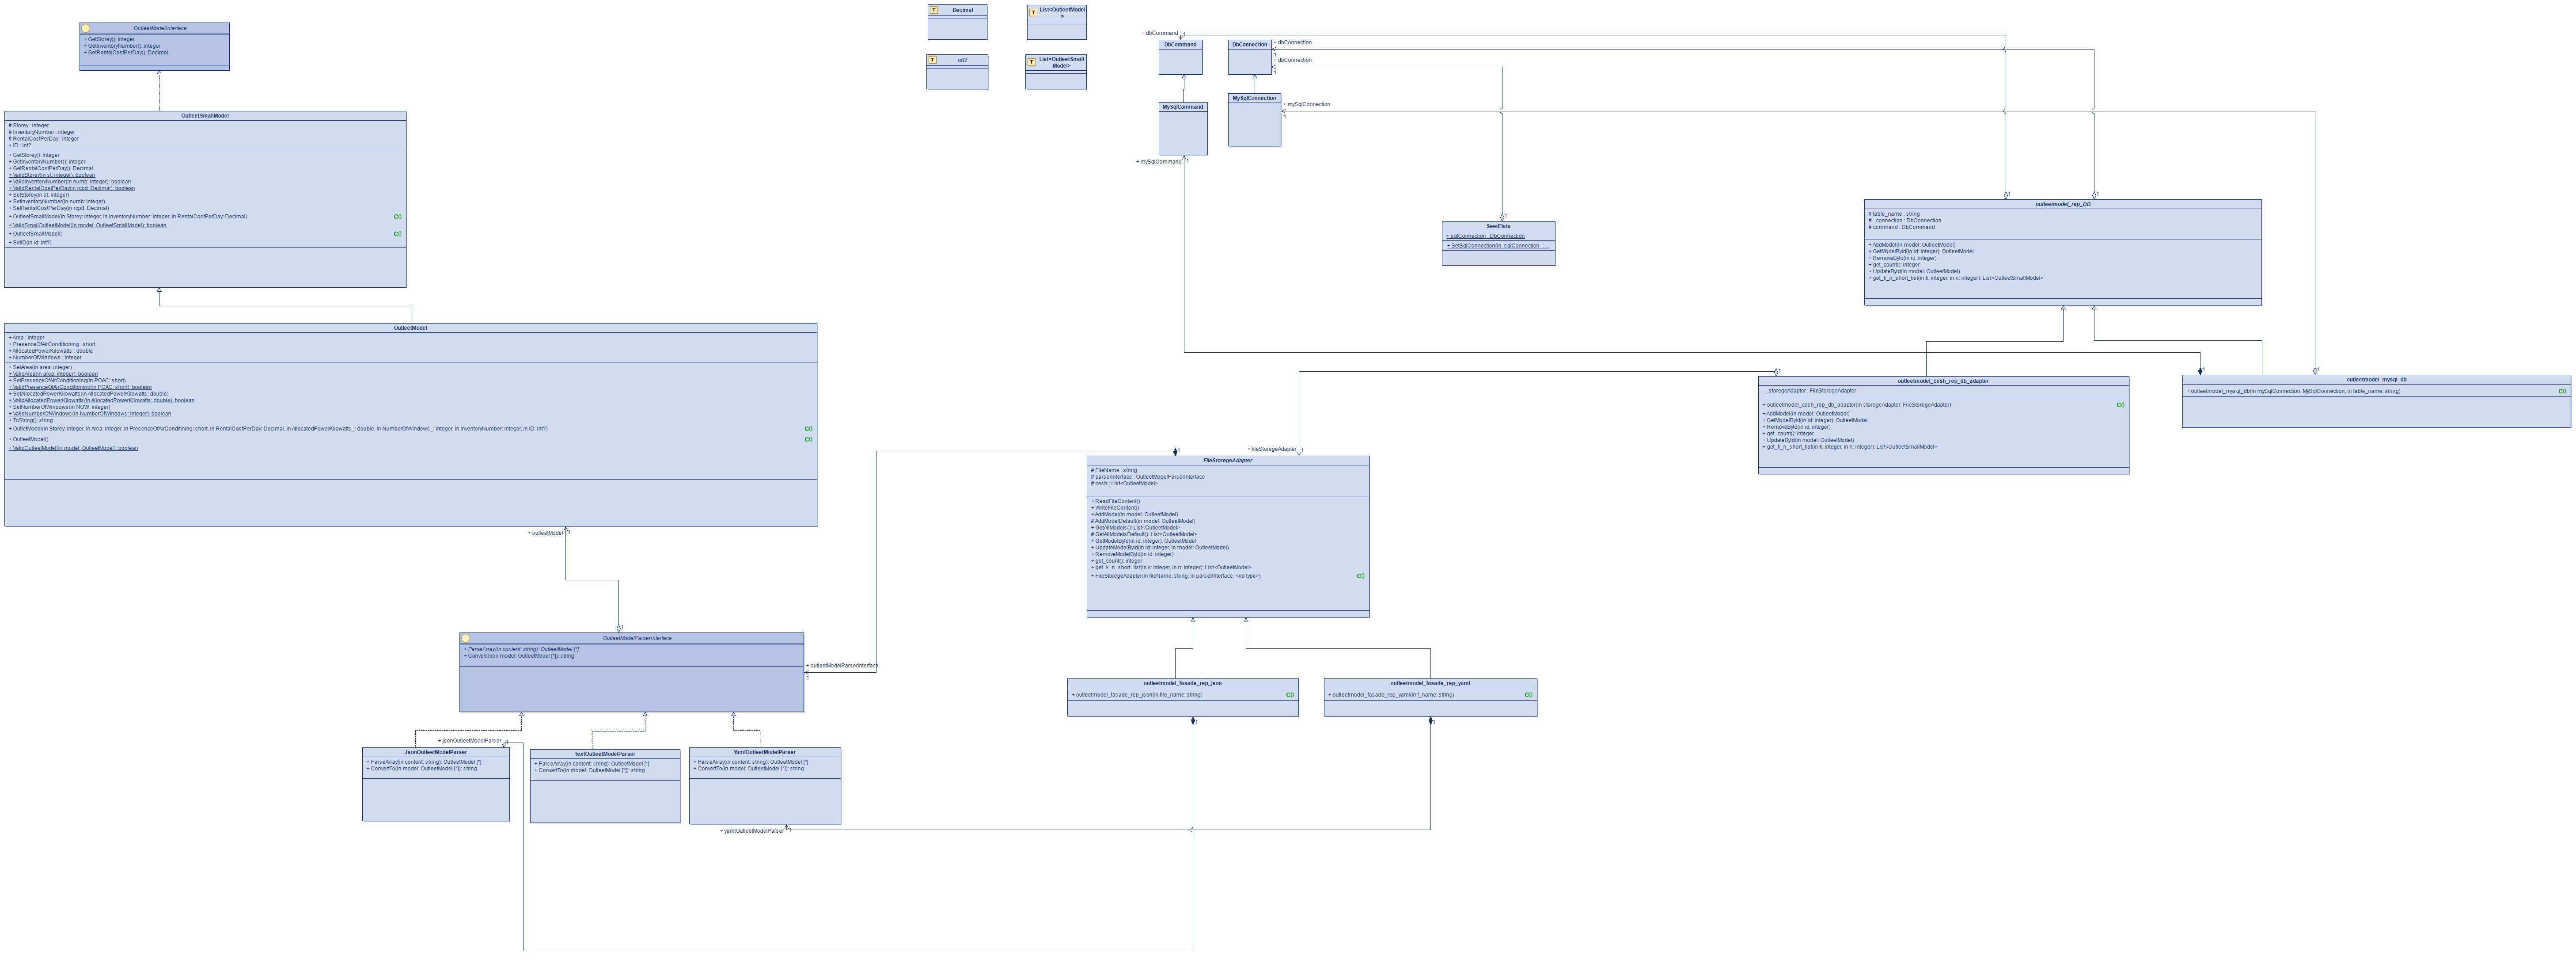 OutleetModelInterface
+ GetStorey(): integer
+ GetInventoryNumber(): integer
+ GetRentalCostPerDay(): Decimal
Decimal
List<OutleetModel
>
int?
List<OutleetSmall
Model>
+ dbCommand
1
DbCommand
DbConnection
+ dbConnection
1
+ dbConnection
1
MySqlCommand
MySqlConnection
+ mySqlConnection
1
+ mySqlCommand
1
OutleetSmallModel
# Storey : integer
# InventoryNumber : integer
# RentalCostPerDay : integer
+ ID : int?
+ GetStorey(): integer
+ GetInventoryNumber(): integer
+ GetRentalCostPerDay(): Decimal
+ ValidStorey(in st: integer): boolean
+ ValidInventoryNumber(in numb: integer): boolean
+ ValidRentalCostPerDay(in rcpd: Decimal): boolean
+ SetStorey(in st: integer)
+ SetInventoryNumber(in numb: integer)
+ SetRentalCostPerDay(in rcpd: Decimal)
+ OutleetSmallModel(in Storey: integer, in InventoryNumber: integer, in RentalCostPerDay: Decimal)
C()
+ ValidSmallOutleetModel(in model: OutleetSmallModel): boolean
+ OutleetSmallModel()
C()
+ SetID(in id: int?)
1
SeedData
+ sqlConnection : DbConnection
+ SetSqlConnection(in sqlConnection : ...
1
1
outleetmodel_rep_DB
# table_name : string
# _connection : DbConnection
# command : DbCommand
+ AddModel(in model: OutleetModel)
+ GetModelById(in id: integer): OutleetModel
+ RemoveById(in id: integer)
+ get_count(): integer
+ UpdateById(in model: OutleetModel)
+ get_k_n_short_list(in k: integer, in n: integer): List<OutleetSmallModel>
OutleetModel
+ Area : integer
+ PresenceOfAirConditioning : short
+ AllocatedPowerKilowatts : double
+ NumberOfWindows : integer
+ SetArea(in area: integer)
+ ValidArea(in area: integer): boolean
+ SetPresenceOfAirConditioning(in POAC: short)
+ ValidPresenceOfAirConditioning(in POAC: short): boolean
+ SetAllocatedPowerKilowatts(in AllocatedPowerKilowatts: double)
+ ValidAllocatedPowerKilowatts(in AllocatedPowerKilowatts: double): boolean
+ SetNumberOfWindows(in NOW: integer)
+ ValidNumberOfWindows(in NumberOfWindows: integer): boolean
+ ToString(): string
+ OutleetModel(in Storey: integer, in Area: integer, in PresenceOfAirConditining: short, in RentalCostPerDay: Decimal, in AllocatedPowerKilowatts_: double, in NumberOfWindows_: integer, in InventoryNumber: integer, in ID: int?)
C()
+ OutleetModel()
C()
+ ValidOutleetModel(in model: OutleetModel): boolean
1
outleetmodel_cesh_rep_db_adapter
- _storegeAdapter : FileStoregeAdapter
+ outleetmodel_cesh_rep_db_adapter(in storegeAdapter: FileStoregeAdapter)
C()
+ AddModel(in model: OutleetModel)
+ GetModelById(in id: integer): OutleetModel
+ RemoveById(in id: integer)
+ get_count(): integer
+ UpdateById(in model: OutleetModel)
+ get_k_n_short_list(in k: integer, in n: integer): List<OutleetSmallModel>
1
1
outleetmodel_mysql_db
+ outleetmodel_mysql_db(in mySqlConnection: MySqlConnection, in table_name: string)
C()
1
+ fileStoregeAdapter
1
FileStoregeAdapter
# FileName : string
# parserInterface : OutleetModelParserInterface
# cesh : List<OutleetModel>
+ ReadFileContent()
+ WriteFileContent()
+ AddModel(in model: OutleetModel)
# AddModelDefault(in model: OutleetModel)
+ GetAllModels(): List<OutleetModel>
# GetAllModelsDefault(): List<OutleetModel>
+ GetModelById(in id: integer): OutleetModel
+ UpdateModelById(in id: integer, in model: OutleetModel)
+ RemoveModelById(in id: integer)
+ get_count(): integer
+ get_k_n_short_list(in k: integer, in n: integer): List<OutleetModel>
+ FileStoregeAdapter(in fileName: string, in parserInterface: <no type>)
C()
+ outleetModel
1
1
OutleetModelParserInterface
+ ParseArray(in content: string): OutleetModel [*]
+ ConvertTo(in model: OutleetModel [*]): string
+ outleetModelParserInterface
1
outleetmodel_fasade_rep_json
+ outleetmodel_fasade_rep_json(in file_name: string)
C()
1
outleetmodel_fasade_rep_yaml
+ outleetmodel_fasade_rep_yaml(in f_name: string)
C()
1
+ jsonOutleetModelParser
1
JsonOutleetModelParser
+ ParseArray(in content: string): OutleetModel [*]
+ ConvertTo(in model: OutleetModel [*]): string
TextOutleetModelParser
+ ParseArray(in content: string): OutleetModel [*]
+ ConvertTo(in model: OutleetModel [*]): string
YamlOutleetModelParser
+ ParseArray(in content: string): OutleetModel [*]
+ ConvertTo(in model: OutleetModel [*]): string
+ yamlOutleetModelParser
1